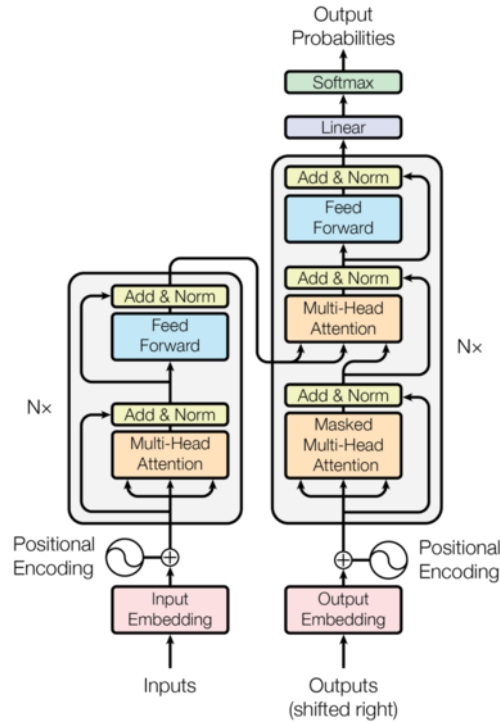 Output
Probabilities
Softmax
Linear
Add & Norm
Feed
Forward
Add & Norm
Multi-Head
Attention
Add & Norm
Masked
Multi-Head
Attention
N×
Add & Norm
Feed
Forward
Add & Norm
Multi-Head
Attention
N×
Positional
Encoding
Positional
Encoding
Input
Embedding
Output
Embedding
Inputs
Outputs
(shifted right)